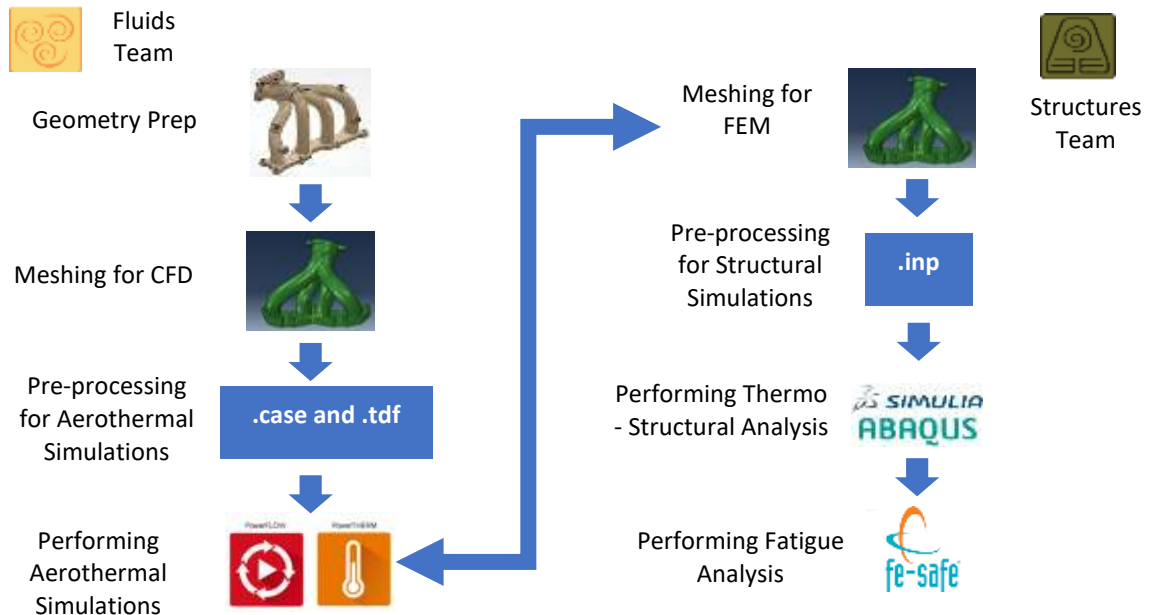 Fluids
Team
Geometry Prep
Meshing for CFD
Pre-processing
for Aerothermal
Simulations
.case and .tdf
Performing
Aerothermal
Simulations
PowerFLOW
PowerTHERM
Structures
Team
Meshing for
FEM
Pre-processing
for Structural
Simulations
.inp
Performing Thermo
- Structural Analysis
SIMULIA
ABAQUS
Performing Fatigue
Analysis
fe-safe